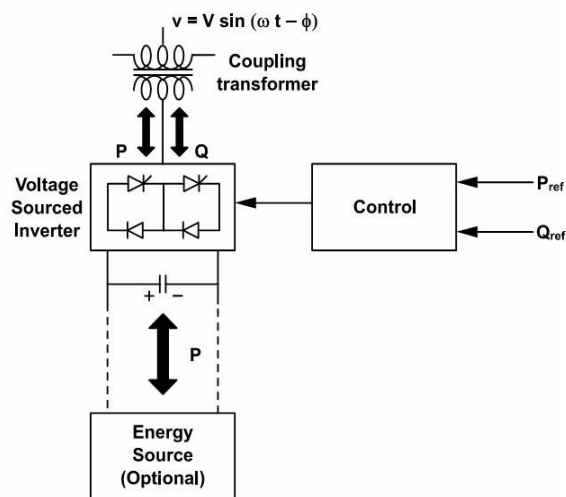 v = V sin (ω t – ϕ)
Coupling
transformer
P
Q
Voltage
Sourced
Inverter
Control
Pref
Qref
+ –
P
Energy
Source
(Optional)